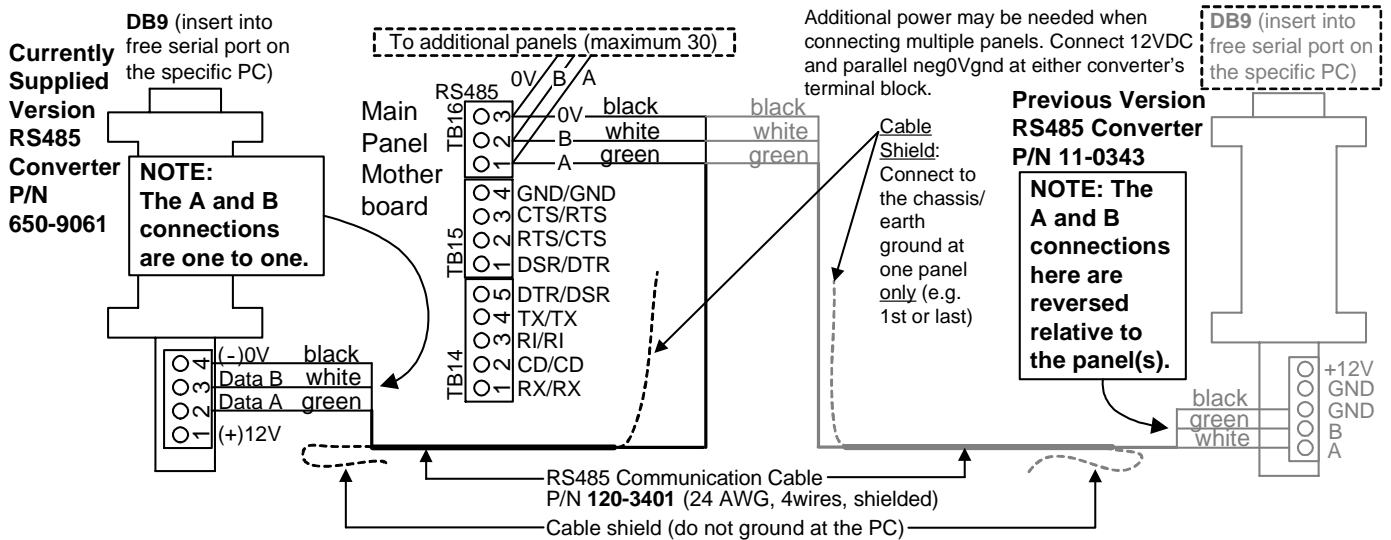 Currently
Supplied
Version
RS485
Converter
P/N
650-9061
DB9 (insert into
free serial port on
the specific PC)
NOTE:
The A and B
connections
are one to one.
4
3
2
1
(-)0V
Data B
Data A
(+)12V
black
white
green
To additional panels (maximum 30)
0V
B
A
RS485
Main
Panel
Mother
board
TB16
3
2
1
0V
B
A
black
white
green
black
white
green
TB15
4
3
2
1
GND/GND
CTS/RTS
RTS/CTS
DSR/DTR
TB14
5
4
3
2
1
DTR/DSR
TX/TX
RI/RI
CD/CD
RX/RX
Additional power may be needed when
connecting multiple panels. Connect 12VDC
and parallel neg0Vgnd at either converter's
terminal block.
Cable
Shield:
Connect to
the chassis/
earth
ground at
one panel
only (e.g.
1st or last)
DB9 (insert into
free serial port on
the specific PC)
Previous Version
RS485 Converter
P/N 11-0343
NOTE: The
A and B
connections
here are
reversed
relative to
the panel(s).
black
green
white
+12V
GND
GND
B
A
RS485 Communication Cable
P/N 120-3401 (24 AWG, 4wires, shielded)
Cable shield (do not ground at the PC)